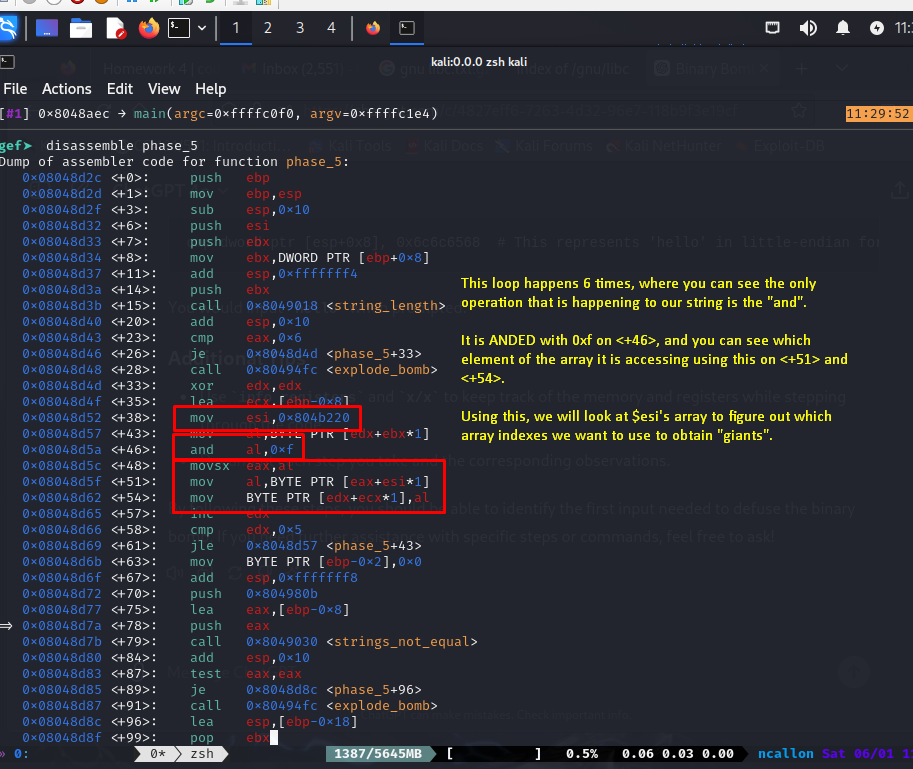 1 2 3 4
11:
kali:0.0.0 zsh kali
File Actions Edit View Help
[#1] 0×8048aec → main(argc=0×ffffc0f0, argv=0×ffffc1e4)
11:29:52
gef➤ disassemble phase_5
Dump of assembler code for function phase_5:
0×08048d2c <+0>: push ebp
0×08048d2d <+1>: mov ebp,esp
0×08048d2f <+3>: sub esp,0×10
0×08048d32 <+6>: push esi
0×08048d33 <+7>: push ebx
0×08048d34 <+8>: mov ebx,DWORD PTR [ebp+0×8]
0×08048d37 <+11>: add esp,0×fffffff4
0×08048d3a <+14>: push ebx
0×08048d3b <+15>: call 0×8049018 <string_length>
0×08048d40 <+20>: add esp,0×10
0×08048d43 <+23>: cmp eax,0×6
0×08048d46 <+26>: je 0×8048d4d <phase_5+33>
0×08048d48 <+28>: call 0×80494fc <explode_bomb>
0×08048d4d <+33>: xor edx,edx
0×08048d4f <+35>: lea ecx,[ebp-0×8]
0×08048d52 <+38>: mov esi,0×804b220
0×08048d57 <+43>: mov al,BYTE PTR [edx+ebx*1]
0×08048d5a <+46>: and al,0×f
0×08048d5c <+48>: movsx eax,al
0×08048d5f <+51>: mov al,BYTE PTR [eax+esi*1]
0×08048d62 <+54>: mov BYTE PTR [edx+ecx*1],al
0×08048d65 <+57>: inc edx
0×08048d66 <+58>: cmp edx,0×5
0×08048d69 <+61>: jle 0×8048d57 <phase_5+43>
0×08048d6b <+63>: mov BYTE PTR [ebp-0×2],0×0
0×08048d6f <+67>: add esp,0×fffffff8
0×08048d72 <+70>: push 0×804980b
0×08048d77 <+75>: lea eax,[ebp-0×8]
⇒ 0×08048d7a <+78>: push eax
0×08048d7b <+79>: call 0×8049030 <strings_not_equal>
0×08048d80 <+84>: add esp,0×10
0×08048d83 <+87>: test eax,eax
0×08048d85 <+89>: je 0×8048d8c <phase_5+96>
0×08048d87 <+91>: call 0×80494fc <explode_bomb>
0×08048d8c <+96>: lea esp,[ebp-0×18]
0×08048d8f <+99>: pop ebx
This loop happens 6 times, where you can see the only
operation that is happening to our string is the "and".
It is ANDED with 0xf on <+46>, and you can see which
element of the array it is accessing using this on <+51> and
<+54>.
Using this, we will look at $esi's array to figure out which
array indexes we want to use to obtain "giants".
» 0: 0* zsh 1387/5645MB [ ] 0.5% 0.06 0.03 0.00 ncallon Sat 06/01 1